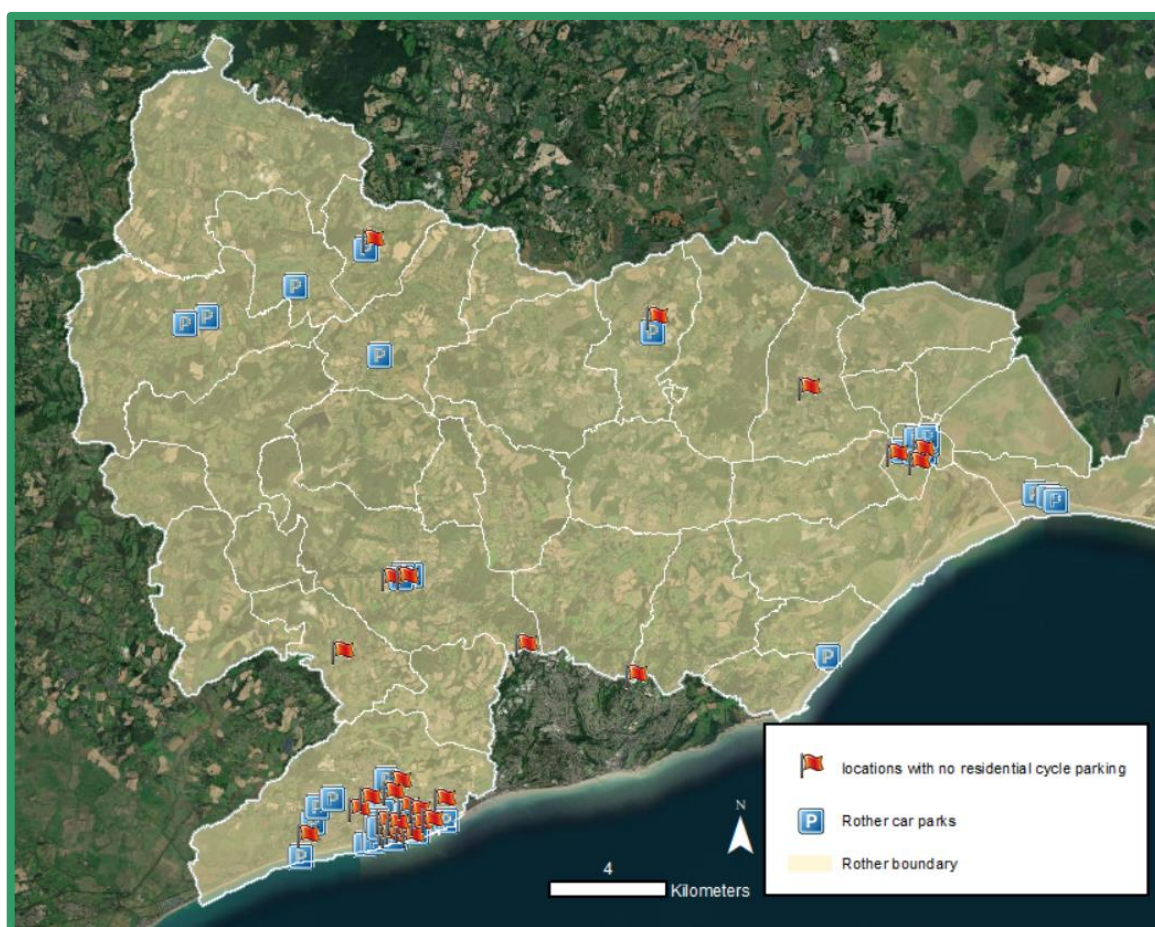 locations with no residential cycle parking
Rother car parks
Rother boundary
N
4
Kilometers